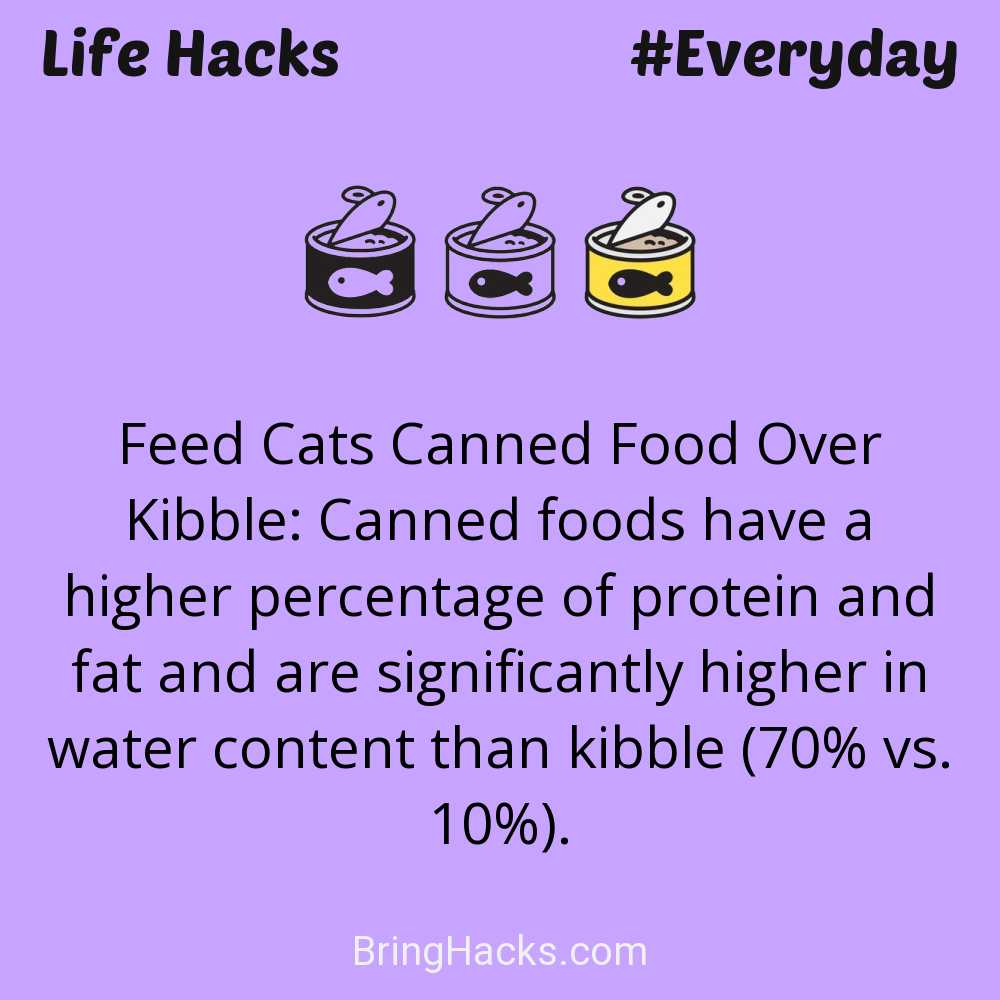 Life Hacks
#Everyday
Feed Cats Canned Food Over
Kibble: Canned foods have a
higher percentage of protein and
fat and are significantly higher in
water content than kibble (70% vs.
10%).
BringHacks.com